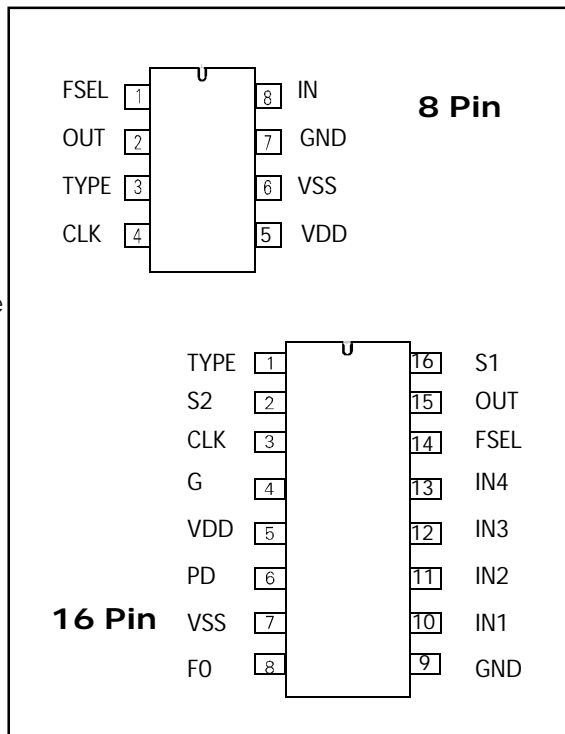 FSEL 1 8 IN
8 Pin
OUT 2 7 GND
TYPE 3 6 VSS
CLK 4 5 VDD
e
TYPE 1 16 S1
S2 2 15 OUT
CLK 3 14 FSEL
G 4 13 IN4
VDD 5 12 IN3
PD 6 11 IN2
16 Pin VSS 7 10 IN1
F0 8 9 GND